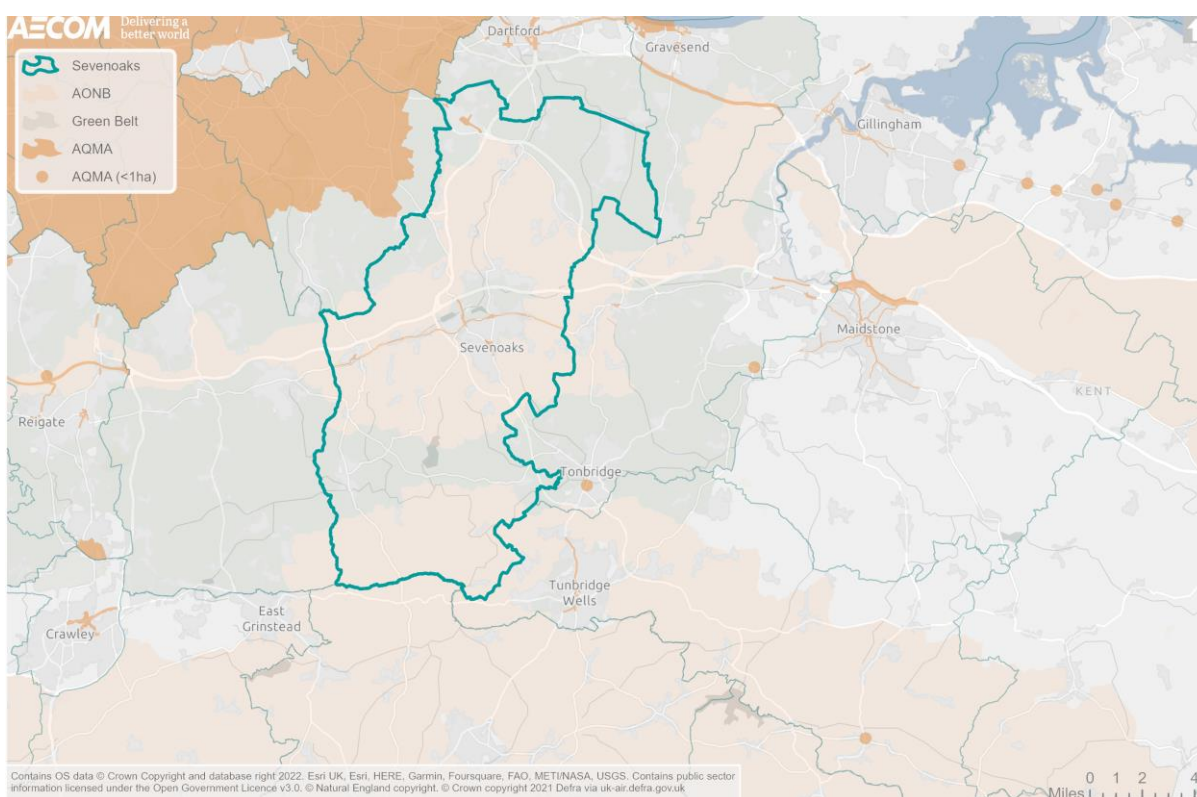 AECOM Delivering a
better world
Sevenoaks
AONB
Green Belt
AQMA
AQMA (<1ha)
Dartford
Gravesend
Gillingham
Maidstone
KENT
Sevenoaks
Reigate
Tonbridge
Tunbridge
Wells
East
Grinstead
Crawley
Contains OS data © Crown Copyright and database right 2022. Esri UK, Esri, HERE, Garmin, Foursquare, FAO, METI/NASA, USGS. Contains public sector
information licensed under the Open Government Licence v3.0. © Natural England copyright. © Crown copyright 2021 Defra via uk-air.defra.gov.uk
0 1 2 4
Miles